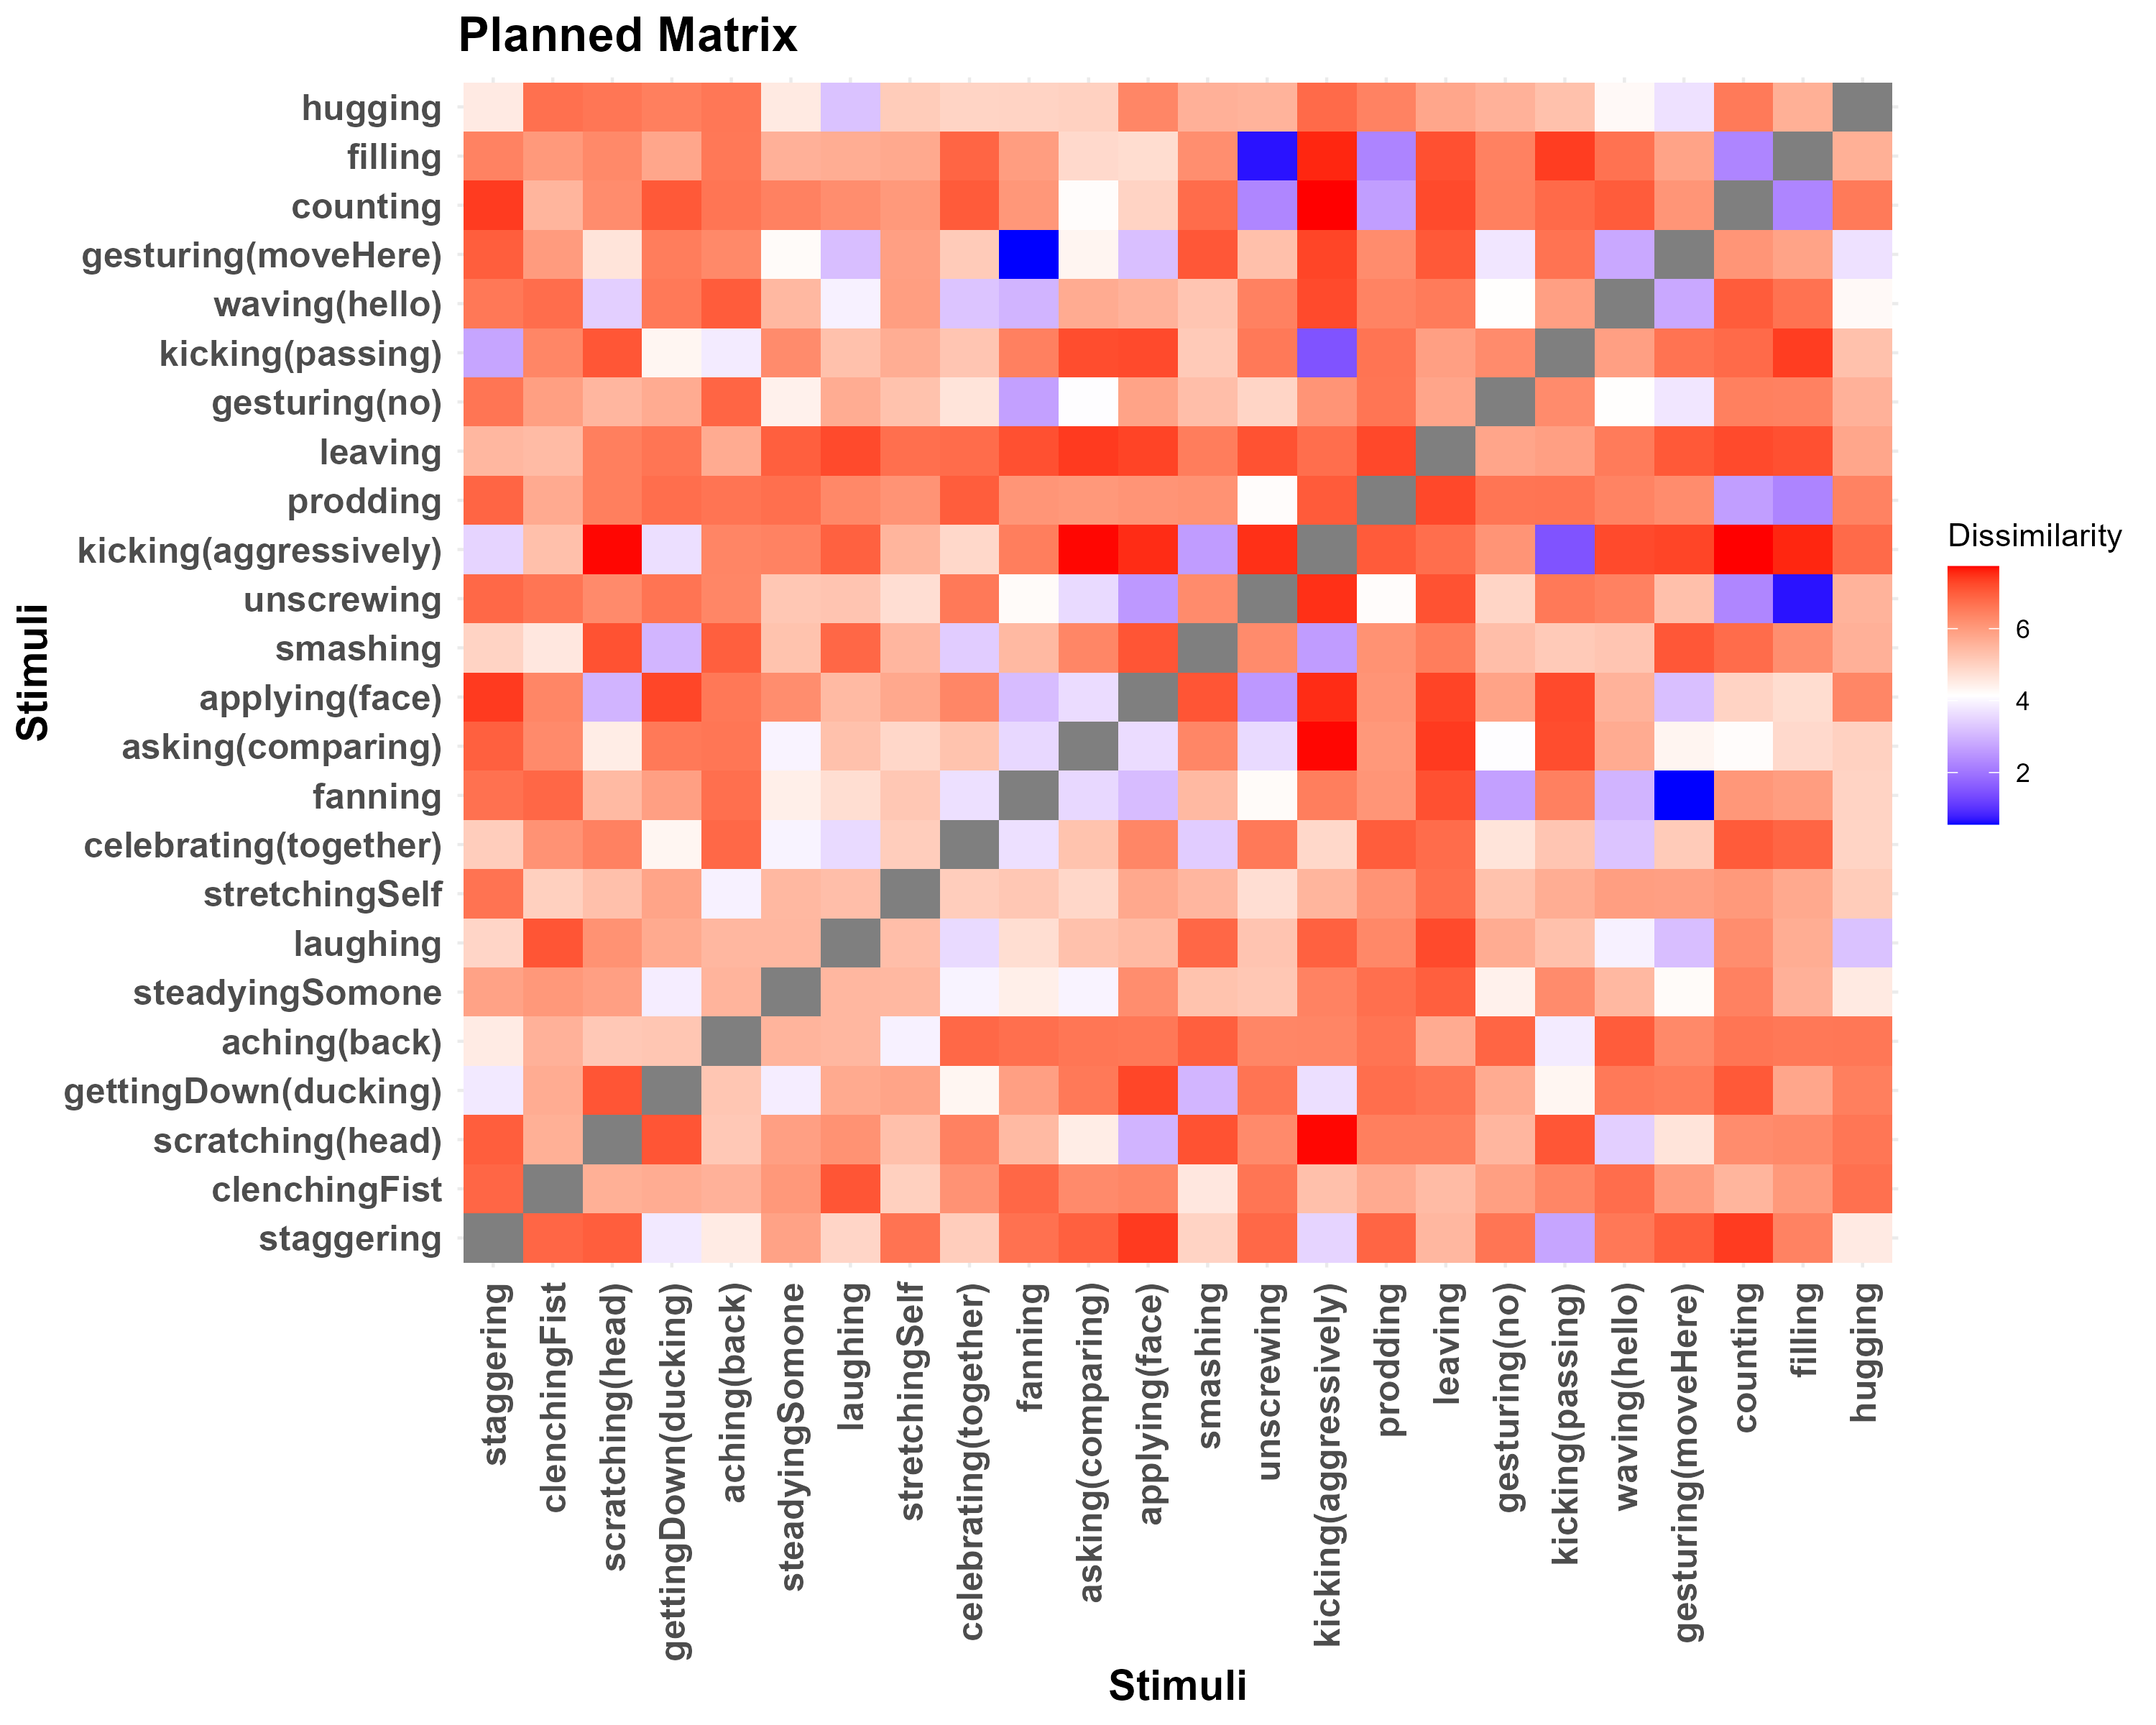 Planned Matrix
Stimuli
hugging
filling
counting
gesturing(moveHere)
waving(hello)
kicking(passing)
gesturing(no)
leaving
prodding
kicking(aggressively)
unscrewing
smashing
applying(face)
asking(comparing)
fanning
celebrating(together)
stretchingSelf
laughing
steadyingSomone
aching(back)
gettingDown(ducking)
scratching(head)
clenchingFist
staggering
staggering
clenchingFist
scratching(head)
gettingDown(ducking)
aching(back)
steadyingSomone
laughing
stretchingSelf
celebrating(together)
fanning
asking(comparing)
applying(face)
smashing
unscrewing
kicking(aggressively)
prodding
leaving
gesturing(no)
kicking(passing)
waving(hello)
gesturing(moveHere)
counting
filling
hugging
Stimuli
Dissimilarity
6
4
2